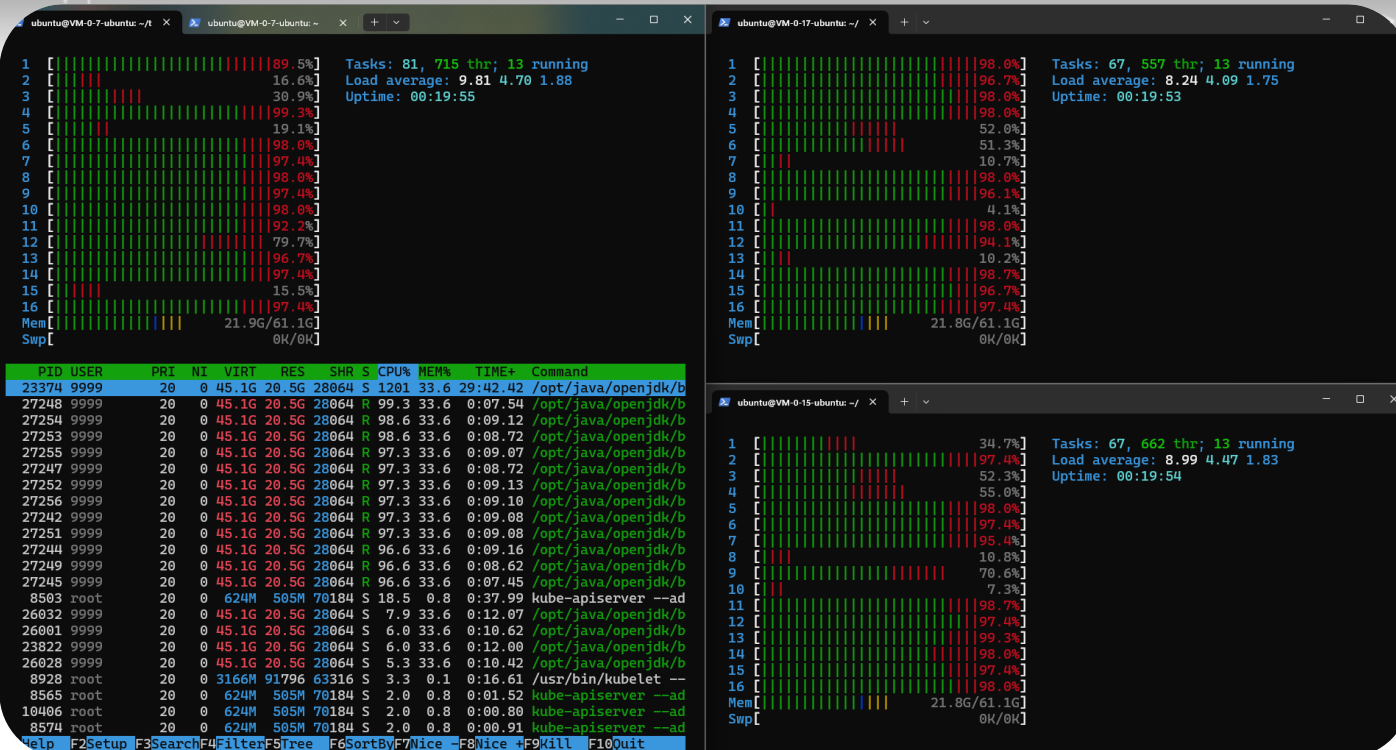 ubuntu@VM-0-7-ubuntu: ~/t × ubuntu@VM-0-7-ubuntu: ~ × + ⌄ − □ ×
1 [89.5%] Tasks: 81, 715 thr; 13 running
2 [16.6%] Load average: 9.81 4.70 1.88
3 [30.9%] Uptime: 00:19:55
4 [99.3%]
5 [19.1%]
6 [98.0%]
7 [97.4%]
8 [98.0%]
9 [97.4%]
10 [98.0%]
11 [92.2%]
12 [79.7%]
13 [96.7%]
14 [97.4%]
15 [15.5%]
16 [97.4%]
Mem[21.9G/61.1G]
Swp[0K/0K]
PID USER PRI NI VIRT RES SHR S CPU% MEM% TIME+ Command
23374 9999 20 0 45.1G 20.5G 28064 S 1201 33.6 29:42.42 /opt/java/openjdk/b
27248 9999 20 0 45.1G 20.5G 28064 R 99.3 33.6 0:07.54 /opt/java/openjdk/b
27254 9999 20 0 45.1G 20.5G 28064 R 98.6 33.6 0:09.12 /opt/java/openjdk/b
27253 9999 20 0 45.1G 20.5G 28064 R 98.6 33.6 0:08.72 /opt/java/openjdk/b
27255 9999 20 0 45.1G 20.5G 28064 R 97.3 33.6 0:09.07 /opt/java/openjdk/b
27247 9999 20 0 45.1G 20.5G 28064 R 97.3 33.6 0:08.72 /opt/java/openjdk/b
27252 9999 20 0 45.1G 20.5G 28064 R 97.3 33.6 0:09.13 /opt/java/openjdk/b
27256 9999 20 0 45.1G 20.5G 28064 R 97.3 33.6 0:09.10 /opt/java/openjdk/b
27242 9999 20 0 45.1G 20.5G 28064 R 97.3 33.6 0:09.08 /opt/java/openjdk/b
27251 9999 20 0 45.1G 20.5G 28064 R 97.3 33.6 0:09.08 /opt/java/openjdk/b
27244 9999 20 0 45.1G 20.5G 28064 R 96.6 33.6 0:09.16 /opt/java/openjdk/b
27249 9999 20 0 45.1G 20.5G 28064 R 96.6 33.6 0:08.62 /opt/java/openjdk/b
27245 9999 20 0 45.1G 20.5G 28064 R 96.6 33.6 0:07.45 /opt/java/openjdk/b
8503 root 20 0 624M 505M 70184 S 18.5 0.8 0:37.99 kube-apiserver --ad
26032 9999 20 0 45.1G 20.5G 28064 S 7.9 33.6 0:12.07 /opt/java/openjdk/b
26001 9999 20 0 45.1G 20.5G 28064 S 6.0 33.6 0:10.62 /opt/java/openjdk/b
23822 9999 20 0 45.1G 20.5G 28064 S 6.0 33.6 0:12.00 /opt/java/openjdk/b
26028 9999 20 0 45.1G 20.5G 28064 S 5.3 33.6 0:10.42 /opt/java/openjdk/b
8928 root 20 0 3166M 91796 63316 S 3.3 0.1 0:16.61 /usr/bin/kubelet --
8565 root 20 0 624M 505M 70184 S 2.0 0.8 0:01.52 kube-apiserver --ad
10406 root 20 0 624M 505M 70184 S 2.0 0.8 0:00.80 kube-apiserver --ad
8574 root 20 0 624M 505M 70184 S 2.0 0.8 0:00.91 kube-apiserver --ad
Help F2Setup F3SearchF4FilterF5Tree F6SortByF7Nice -F8Nice +F9Kill F10Quit
ubuntu@VM-0-17-ubuntu: ~/ × + ⌄ − □
1 [98.0%] Tasks: 67, 557 thr; 13 running
2 [96.7%] Load average: 8.24 4.09 1.75
3 [98.0%] Uptime: 00:19:53
4 [98.0%]
5 [52.0%]
6 [51.3%]
7 [10.7%]
8 [98.0%]
9 [96.1%]
10 [4.1%]
11 [98.0%]
12 [94.1%]
13 [10.2%]
14 [98.7%]
15 [96.7%]
16 [97.4%]
Mem[21.8G/61.1G]
Swp[0K/0K]
ubuntu@VM-0-15-ubuntu: ~/ × + ⌄ − □ ×
1 [34.7%] Tasks: 67, 662 thr; 13 running
2 [97.4%] Load average: 8.99 4.47 1.83
3 [52.3%] Uptime: 00:19:54
4 [55.0%]
5 [98.0%]
6 [97.4%]
7 [95.4%]
8 [10.8%]
9 [70.6%]
10 [7.3%]
11 [98.7%]
12 [97.4%]
13 [99.3%]
14 [98.0%]
15 [97.4%]
16 [98.0%]
Mem[21.8G/61.1G]
Swp[0K/0K]